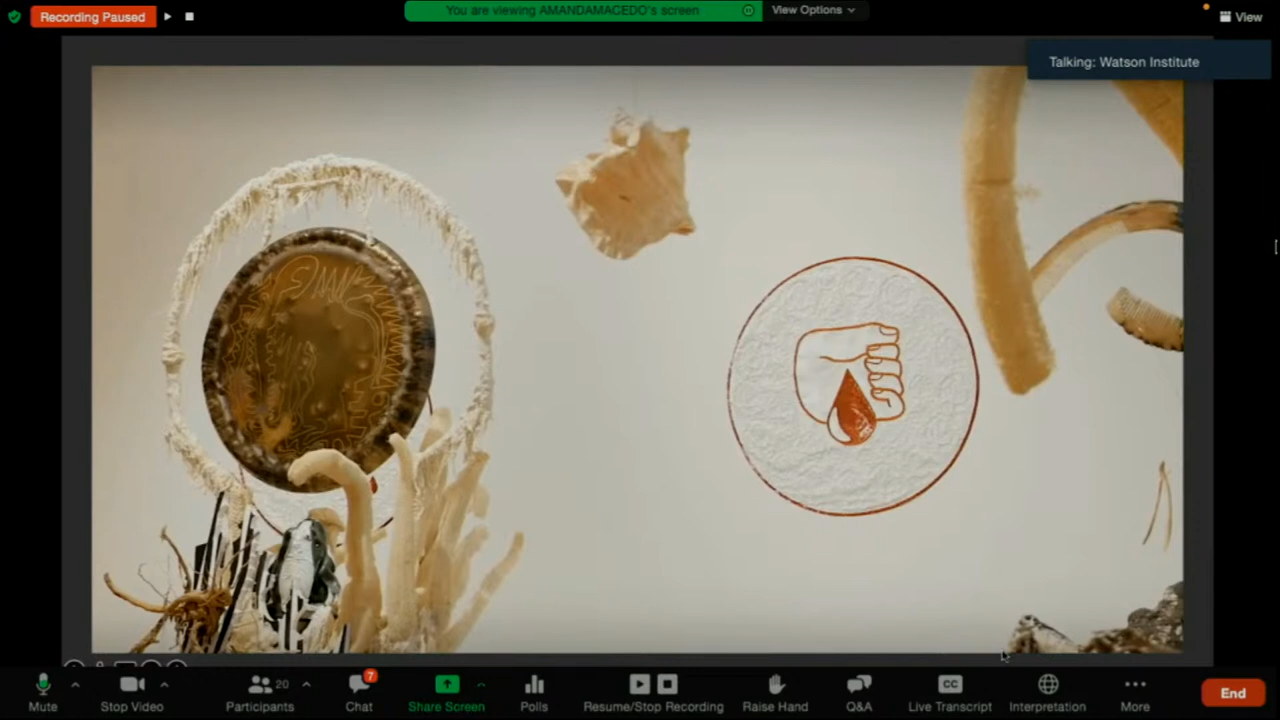 Recording Paused
You are viewing AMANDAMACEDO's screen
View Options
View
Talking: Watson Institute
Mute
Stop Video
Participants
20
Chat
7
Share Screen
Polls
Resume/Stop Recording
Raise Hand
Q&A
CC
Live Transcript
Interpretation
More
End